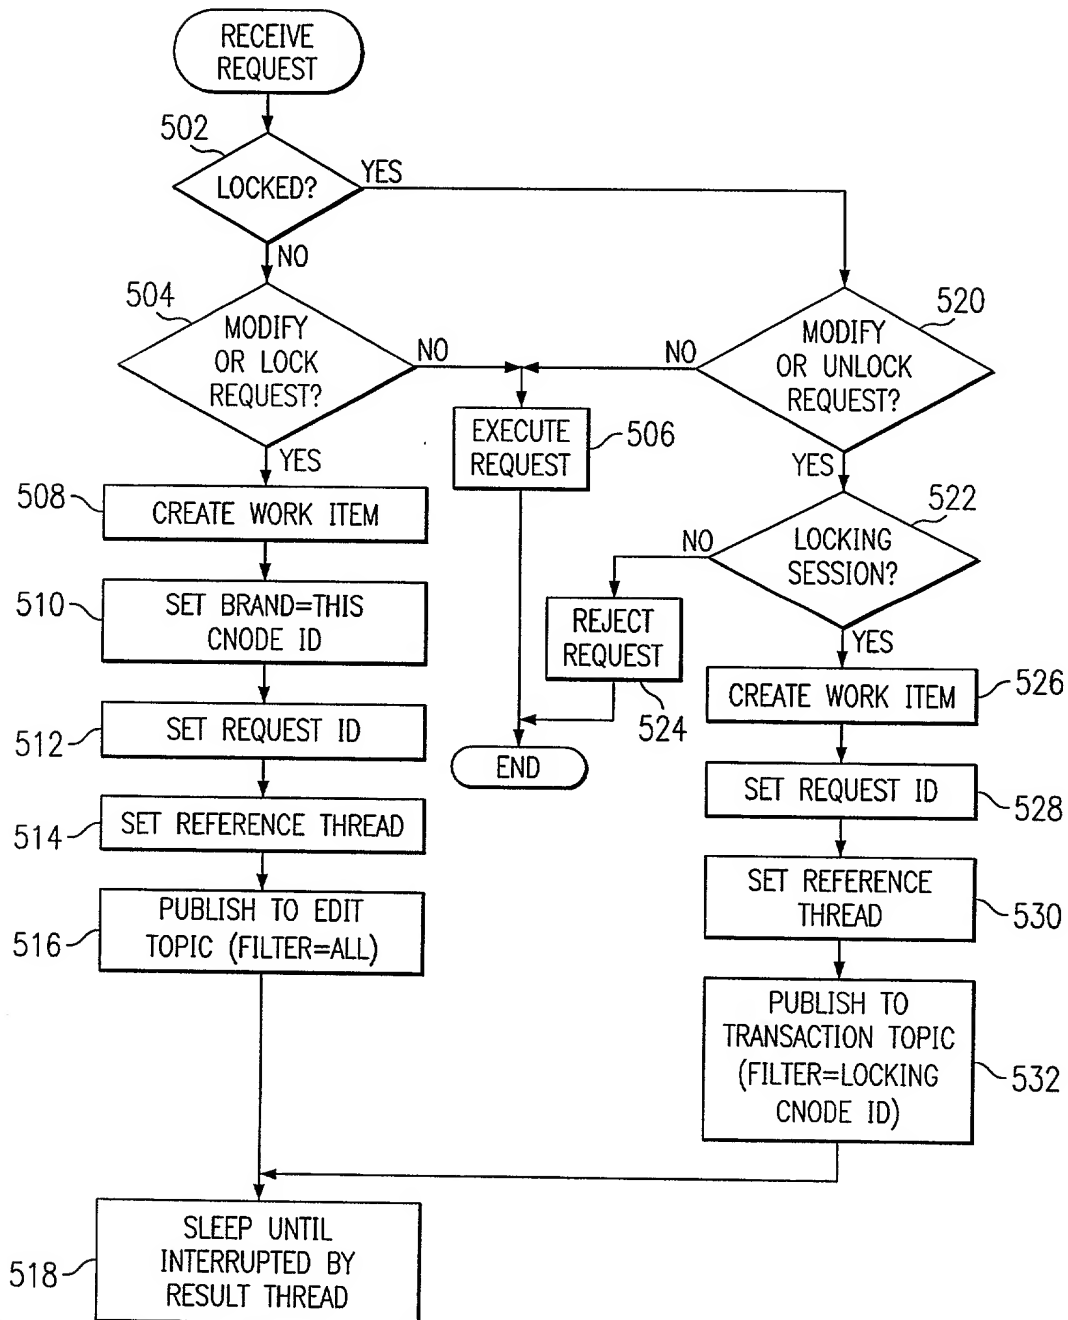 RECEIVE
REQUEST
502
LOCKED?
YES
NO
504
MODIFY
OR LOCK
REQUEST?
NO
YES
520
MODIFY
OR UNLOCK
REQUEST?
NO
YES
EXECUTE
REQUEST
506
508
CREATE WORK ITEM
522
LOCKING
SESSION?
NO
YES
510
SET BRAND=THIS
CNODE ID
REJECT
REQUEST
524
512
SET REQUEST ID
END
CREATE WORK ITEM
526
514
SET REFERENCE THREAD
SET REQUEST ID
528
516
PUBLISH TO EDIT
TOPIC (FILTER=ALL)
SET REFERENCE
THREAD
530
PUBLISH TO
TRANSACTION TOPIC
(FILTER=LOCKING
CNODE ID)
532
518
SLEEP UNTIL
INTERRUPTED BY
RESULT THREAD